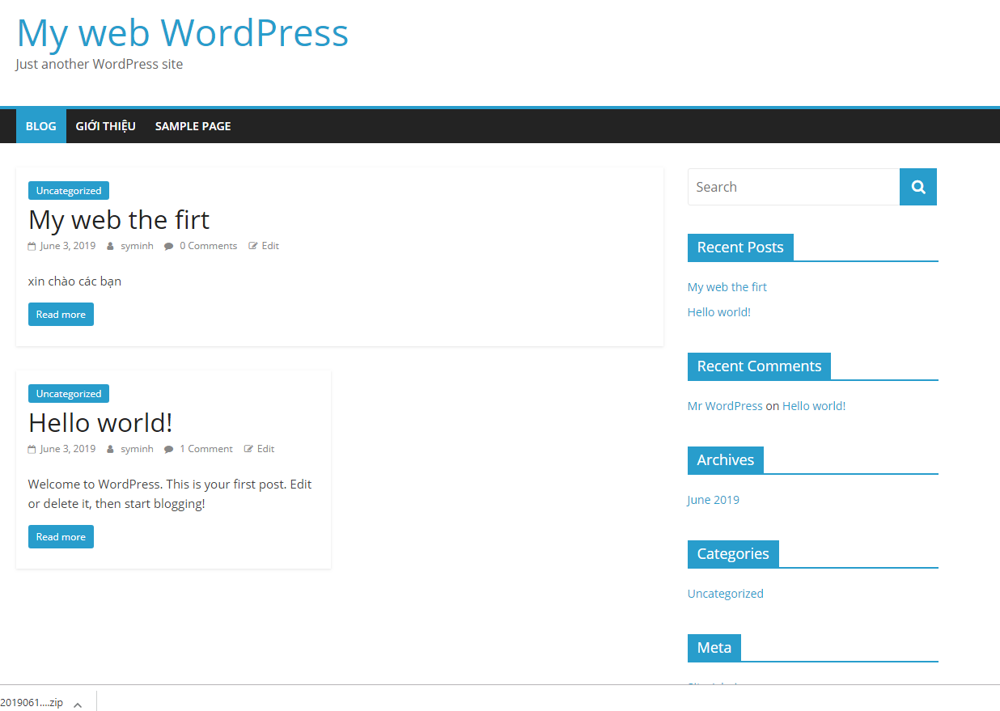 My web WordPress
Just another WordPress site
BLOG GIỚI THIỆU SAMPLE PAGE
Uncategorized
My web the firt
June 3, 2019 syminh 0 Comments Edit
xin chào các bạn
Read more
Uncategorized
Hello world!
June 3, 2019 syminh 1 Comment Edit
Welcome to WordPress. This is your first post. Edit
or delete it, then start blogging!
Read more
Search
Recent Posts
My web the firt
Hello world!
Recent Comments
Mr WordPress on Hello world!
Archives
June 2019
Categories
Uncategorized
Meta
2019061....zip